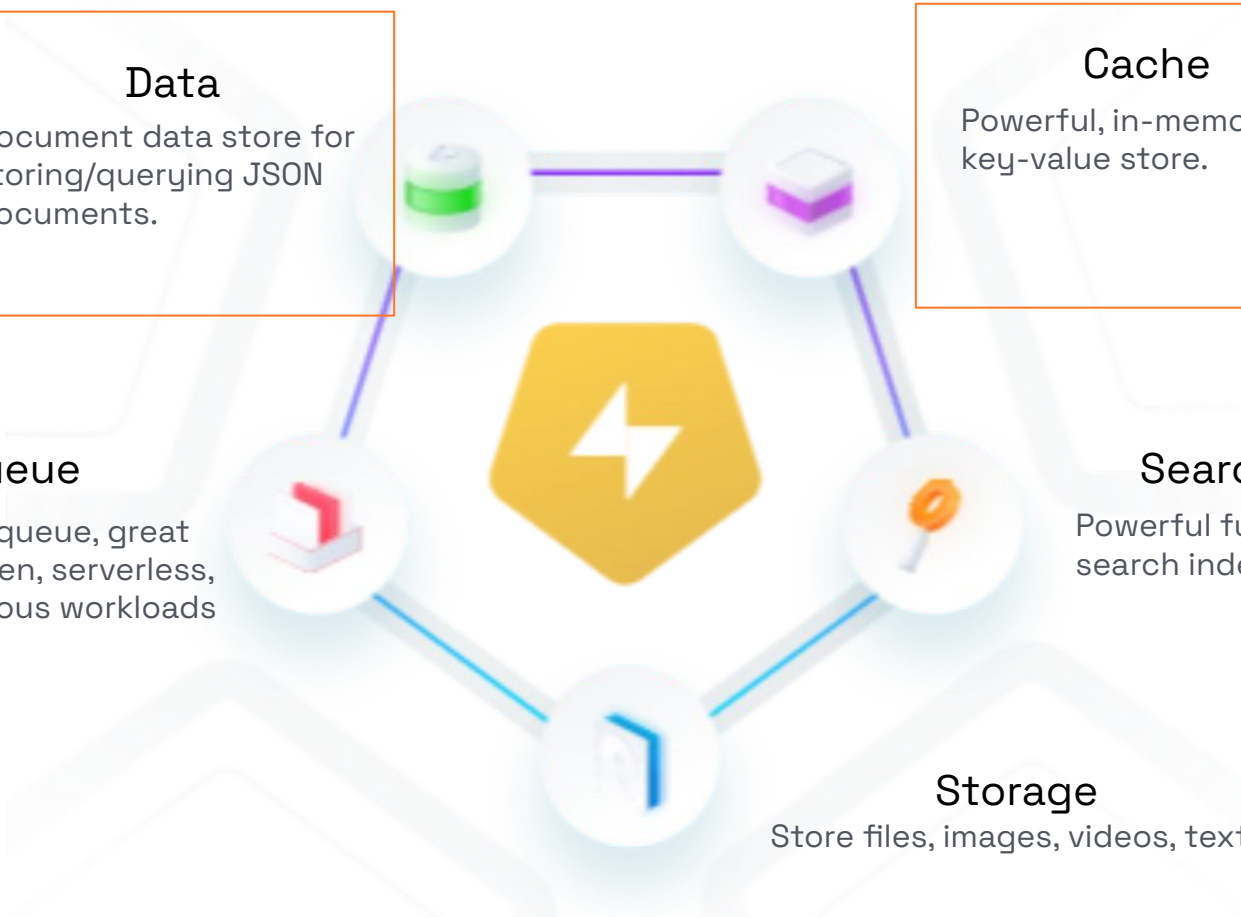 Data
ocument data store for
toring/querying JSON
ocuments.
Cache
Powerful, in-memo
key-value store.
ueue
queue, great
en, serverless,
ous workloads
Searc
Powerful fu
search inde
Storage
Store files, images, videos, text